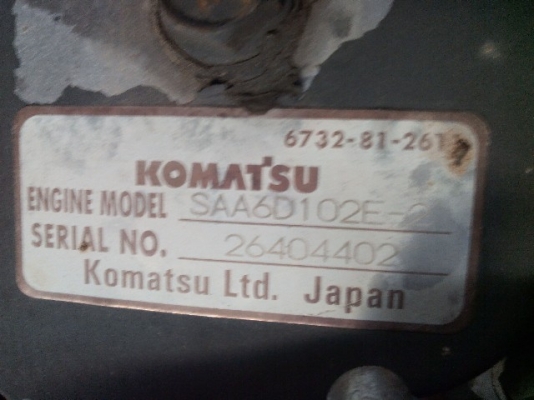 6732-81-261
KOMATSU
ENGINE MODEL SAA6D102E-2
SERIAL NO. 26404402
Komatsu Ltd. Japan